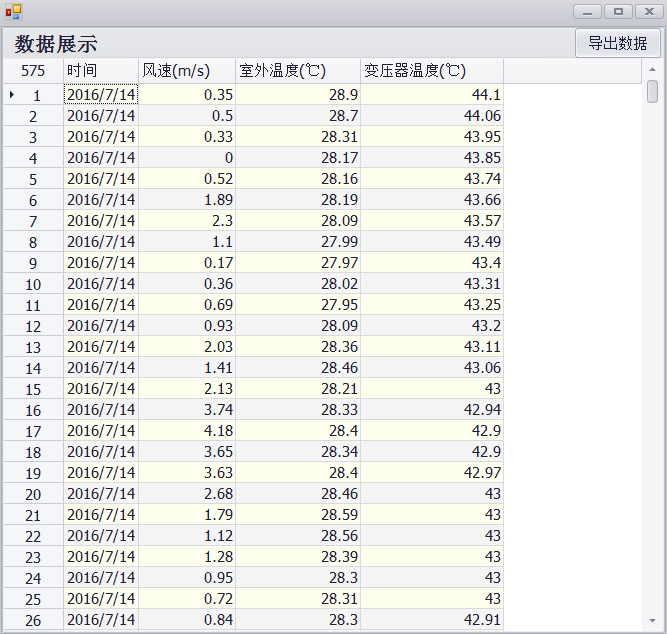 数据展示
导出数据
575 时间 风速(m/s) 室外温度(℃) 变压器温度(℃)
1 2016/7/14 0.35 28.9 44.1
2 2016/7/14 0.5 28.7 44.06
3 2016/7/14 0.33 28.31 43.95
4 2016/7/14 0 28.17 43.85
5 2016/7/14 0.52 28.16 43.74
6 2016/7/14 1.89 28.19 43.66
7 2016/7/14 2.3 28.09 43.57
8 2016/7/14 1.1 27.99 43.49
9 2016/7/14 0.17 27.97 43.4
10 2016/7/14 0.36 28.02 43.31
11 2016/7/14 0.69 27.95 43.25
12 2016/7/14 0.93 28.09 43.2
13 2016/7/14 2.03 28.36 43.11
14 2016/7/14 1.41 28.46 43.06
15 2016/7/14 2.13 28.21 43
16 2016/7/14 3.74 28.33 42.94
17 2016/7/14 4.18 28.4 42.9
18 2016/7/14 3.65 28.34 42.9
19 2016/7/14 3.63 28.4 42.97
20 2016/7/14 2.68 28.46 43
21 2016/7/14 1.79 28.59 43
22 2016/7/14 1.12 28.56 43
23 2016/7/14 1.28 28.39 43
24 2016/7/14 0.95 28.3 43
25 2016/7/14 0.72 28.31 43
26 2016/7/14 0.84 28.3 42.91